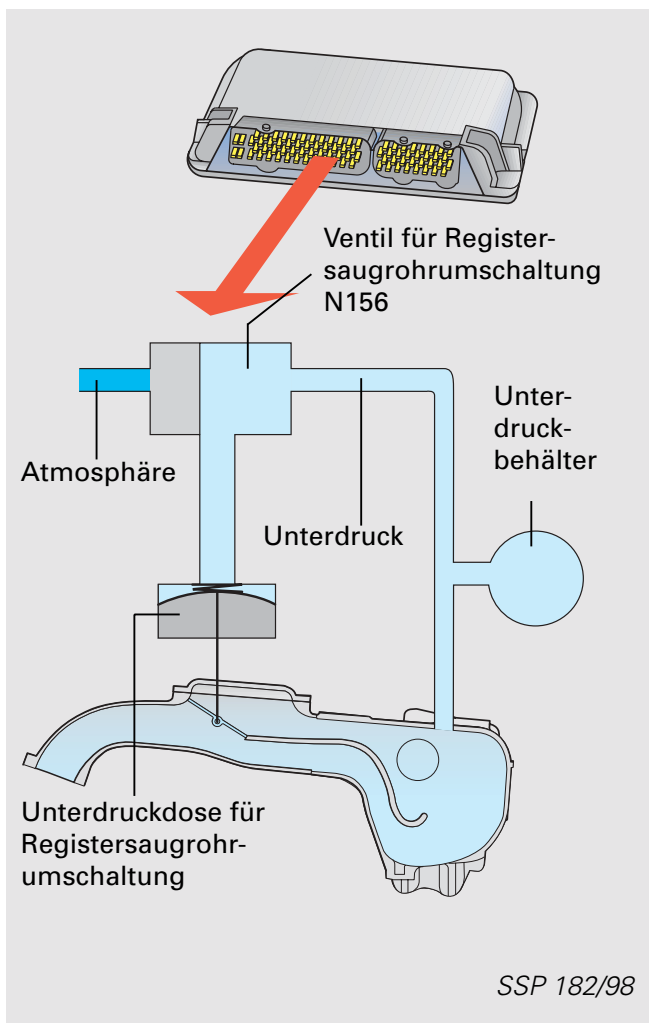 Ventil für Register-
saugrohrumschaltung
N156
Unter-
druck-
behälter
Atmosphäre
Unterdruck
Unterdruckdose für
Registersaugrohr-
umschaltung
SSP 182/98